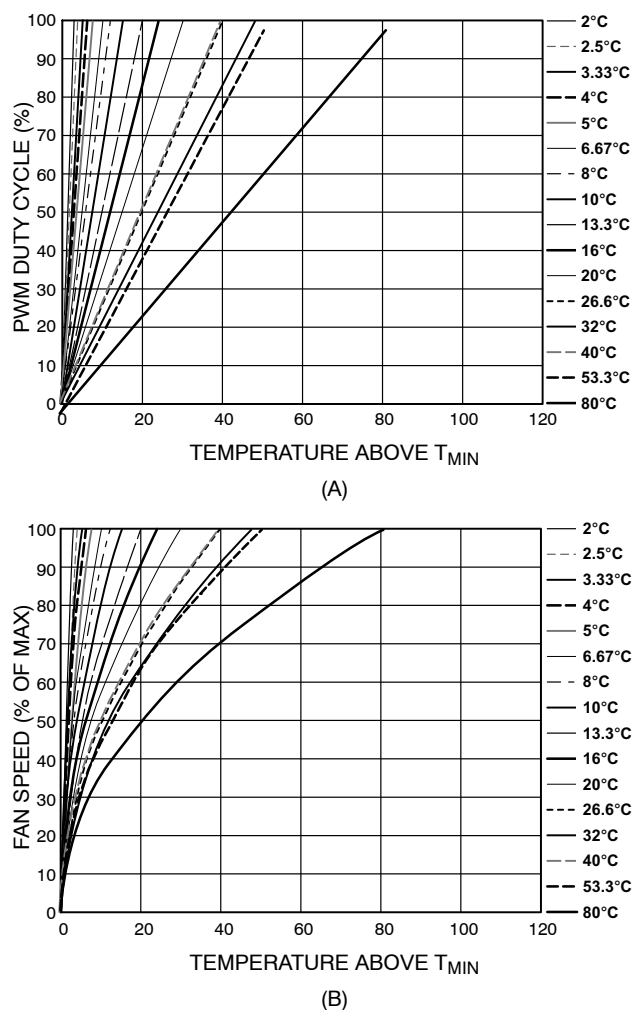 100
90
80
70
60
50
40
30
20
10
0
PWM DUTY CYCLE (%)
0 20 40 60 80 100 120
TEMPERATURE ABOVE TMIN
2°C
2.5°C
3.33°C
4°C
5°C
6.67°C
8°C
10°C
13.3°C
16°C
20°C
26.6°C
32°C
40°C
53.3°C
80°C
(A)
100
90
80
70
60
50
40
30
20
10
0
FAN SPEED (% OF MAX)
0 20 40 60 80 100 120
TEMPERATURE ABOVE TMIN
2°C
2.5°C
3.33°C
4°C
5°C
6.67°C
8°C
10°C
13.3°C
16°C
20°C
26.6°C
32°C
40°C
53.3°C
80°C
(B)